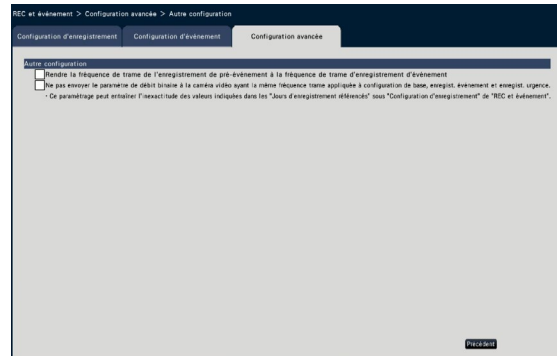 REC et événement > Configuration avancée > Autre configuration
Configuration d'enregistrement
Configuration d'événement
Configuration avancée
Autre configuration
Rendre la fréquence de trame de l'enregistrement de pré-événement à la fréquence de trame d'enregistrement d'événement
Ne pas envoyer le paramètre de débit binaire à la caméra vidéo ayant la même fréquence trame appliquée à configuration de base, enregist. événement et enregist. urgence.
· Ce paramétrage peut entraîner l'inexactitude des valeurs indiquées dans les "Jours d'enregistrement référencés" sous "Configuration d'enregistrement" de "REC et événement".
Précédent